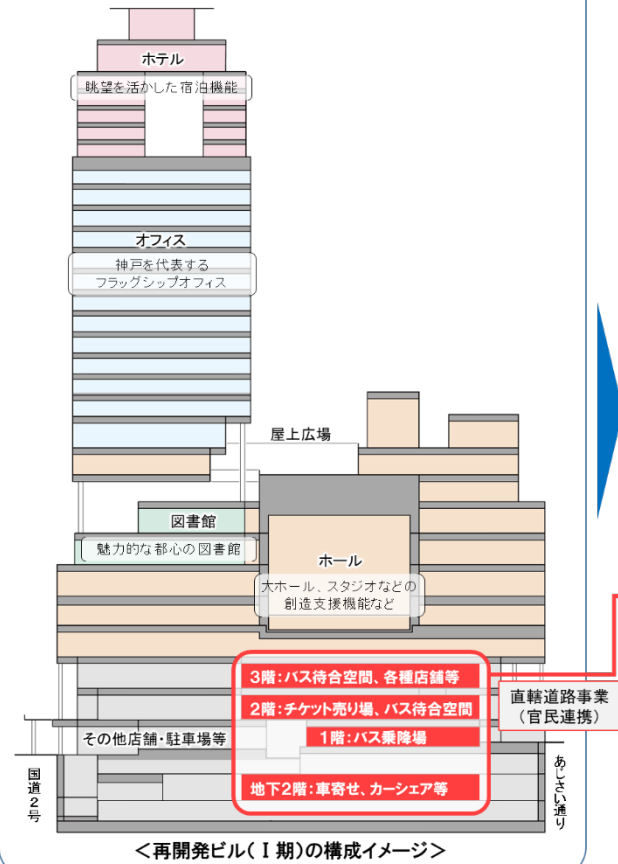 ホテル
眺望を活かした宿泊機能
オフィス
神戸を代表する
フラッグシップオフィス
屋上広場
図書館
魅力的な都心の図書館
ホール
大ホール、スタジオなどの
創造支援機能など
3階:バス待合空間、各種店舗等
2階:チケット売り場、バス待合空間
その他店舗・駐車場等
1階:バス乗降場
地下2階:車寄せ、カーシェア等
直轄道路事業
(官民連携)
国道2号
あじさい通り
<再開発ビル(Ⅰ期)の構成イメージ>